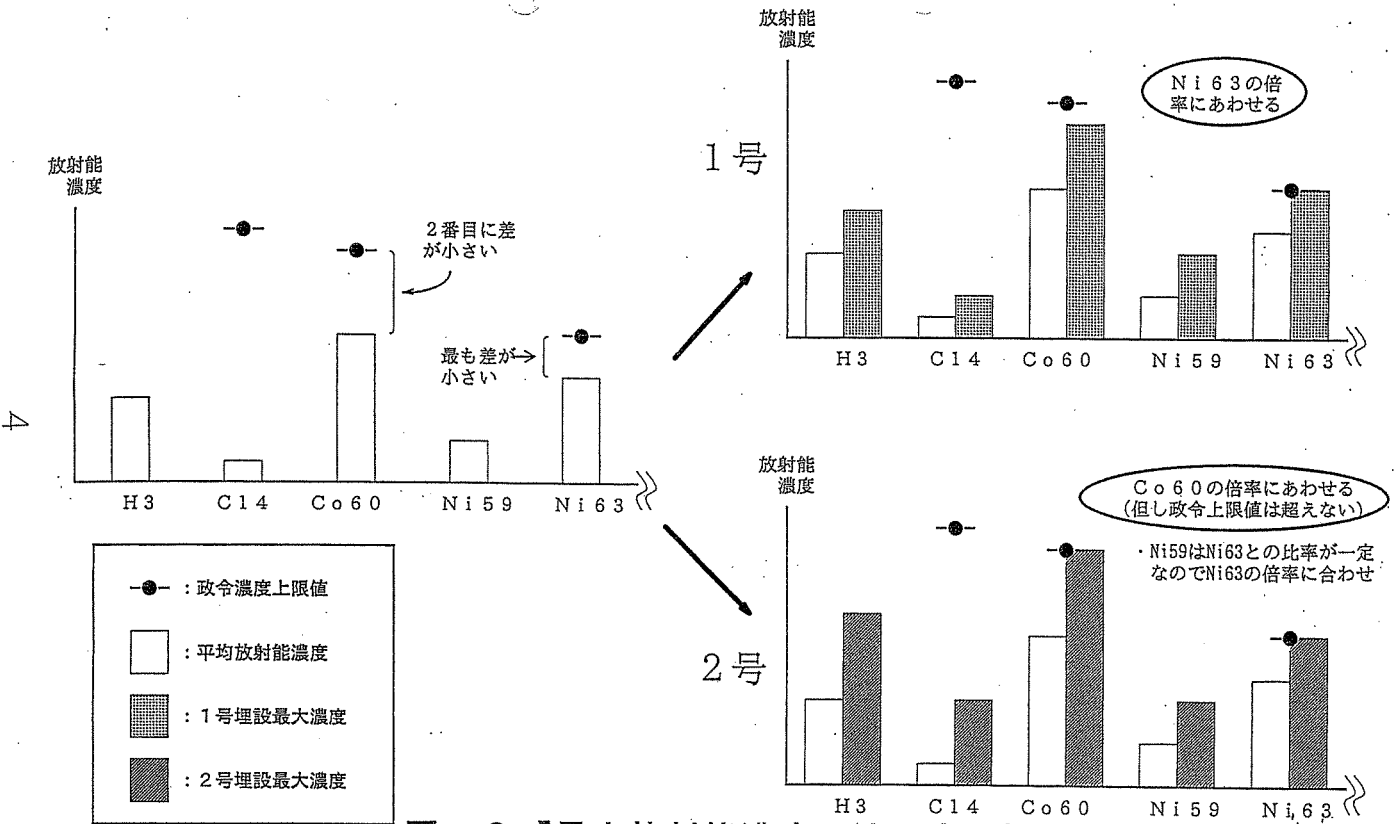 放射能
濃度
2番目に差
が小さい
最も差が→
小さい
H3
C14
Co60
Ni59
Ni63
:政令濃度上限値
:平均放射能濃度
:1号埋設最大濃度
:2号埋設最大濃度
4
放射能
濃度
1号
Ni63の倍
率にあわせる
H3
C14
Co60
Ni59
Ni63
放射能
濃度
2号
Co60の倍率にあわせる
(但し政令上限値は超えない)
・Ni59はNi63との比率が一定
なのでNi63の倍率に合わせ
H3
C14
Co60
Ni59
Ni63